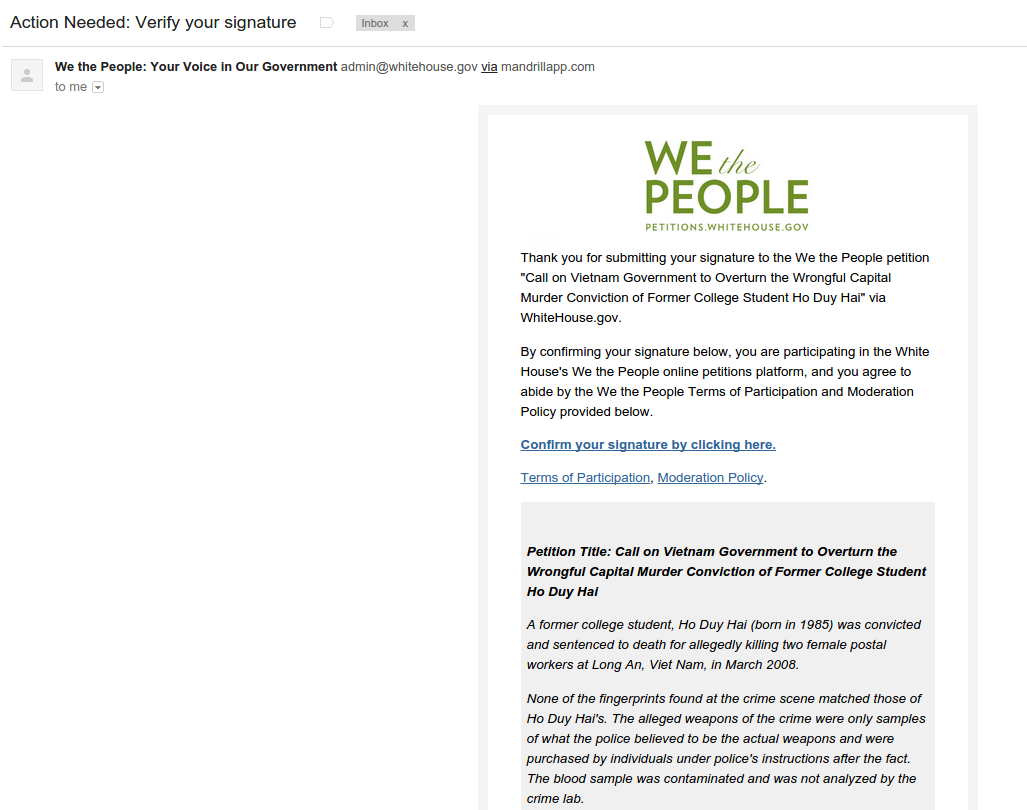 Action Needed: Verify your signature
Inbox x
We the People: Your Voice in Our Government admin@whitehouse.gov via mandrillapp.com
to me
WE the
PEOPLE
PETITIONS.WHITEHOUSE.GOV
Thank you for submitting your signature to the We the People petition
"Call on Vietnam Government to Overturn the Wrongful Capital
Murder Conviction of Former College Student Ho Duy Hai" via
WhiteHouse.gov.
By confirming your signature below, you are participating in the White
House's We the People online petitions platform, and you agree to
abide by the We the People Terms of Participation and Moderation
Policy provided below.
Confirm your signature by clicking here.
Terms of Participation, Moderation Policy.
Petition Title: Call on Vietnam Government to Overturn the
Wrongful Capital Murder Conviction of Former College Student
Ho Duy Hai
A former college student, Ho Duy Hai (born in 1985) was convicted
and sentenced to death for allegedly killing two female postal
workers at Long An, Viet Nam, in March 2008.
None of the fingerprints found at the crime scene matched those of
Ho Duy Hai's. The alleged weapons of the crime were only samples
of what the police believed to be the actual weapons and were
purchased by individuals under police's instructions after the fact.
The blood sample was contaminated and was not analyzed by the
crime lab.